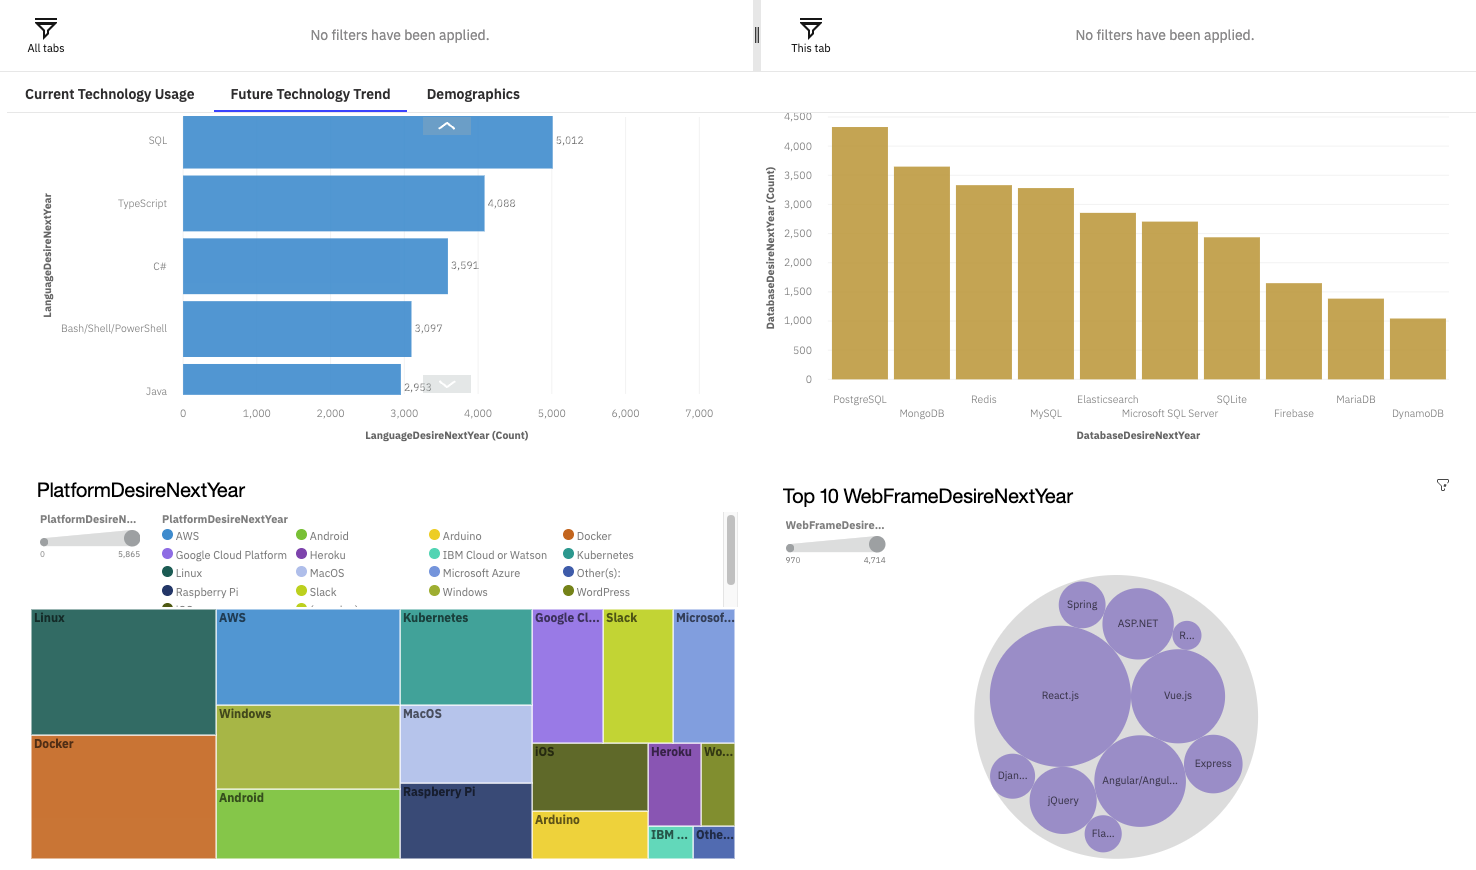 No filters have been applied.
All tabs
No filters have been applied.
This tab
Current Technology Usage
Future Technology Trend
Demographics
LanguageDesireNextYear
SQL
5,012
TypeScript
4,088
C#
3,591
Bash/Shell/PowerShell
3,097
Java
2,953
0 1,000 2,000 3,000 4,000 5,000 6,000 7,000
LanguageDesireNextYear (Count)
DatabaseDesireNextYear (Count)
4,500
4,000
3,500
3,000
2,500
2,000
1,500
1,000
500
0
PostgreSQL
MongoDB
Redis
MySQL
Elasticsearch
Microsoft SQL Server
SQLite
Firebase
MariaDB
DynamoDB
DatabaseDesireNextYear
PlatformDesireNextYear
PlatformDesireN...
0 5,865
PlatformDesireNextYear
AWS Android Arduino Docker
Google Cloud Platform Heroku IBM Cloud or Watson Kubernetes
Linux MacOS Microsoft Azure Other(s):
Raspberry Pi Slack Windows WordPress
Linux
Docker
AWS
Windows
Android
Kubernetes
MacOS
Raspberry Pi
Google Cl...
Slack
Microsof...
iOS
Arduino
Heroku
Wo...
IBM ...
Othe...
Top 10 WebFrameDesireNextYear
WebFrameDesire...
970 4,714
Spring
ASP.NET
R...
React.js
Vue.js
Express
Angular/Angul...
Djan...
jQuery
Fla...